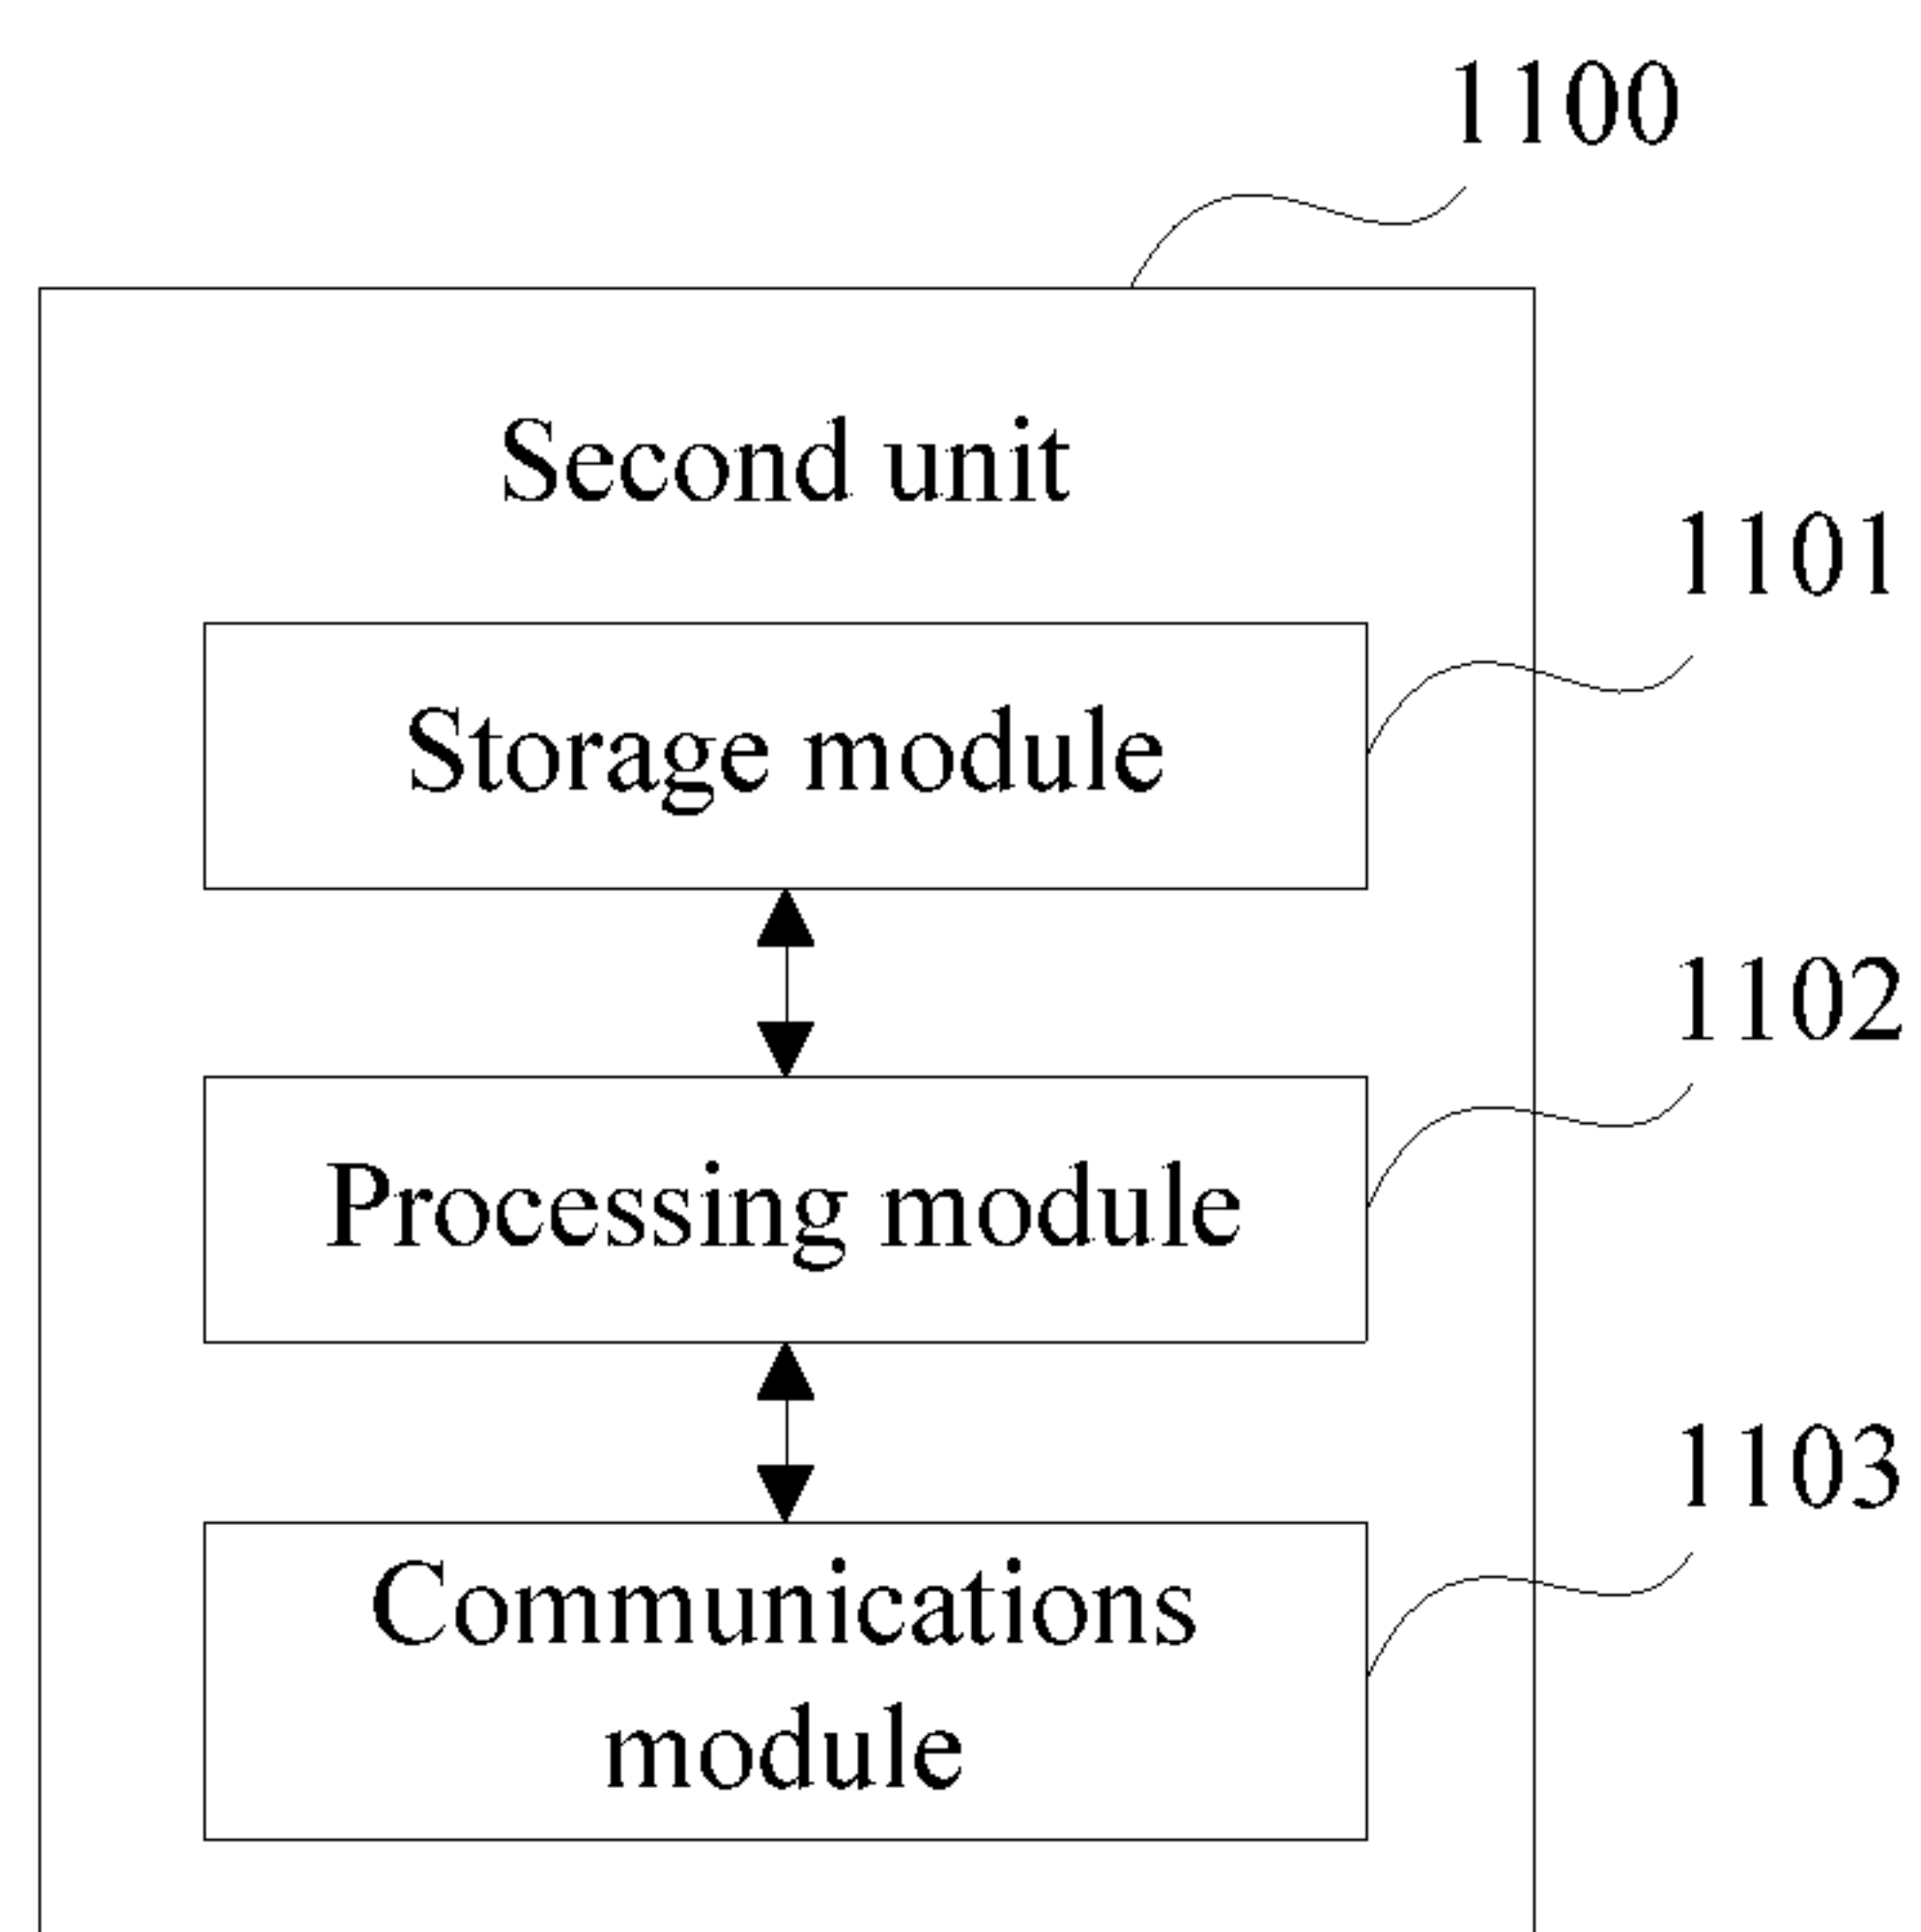 1100
Second unit
1101
Storage module
1102
Processing module
1103
Communications
module